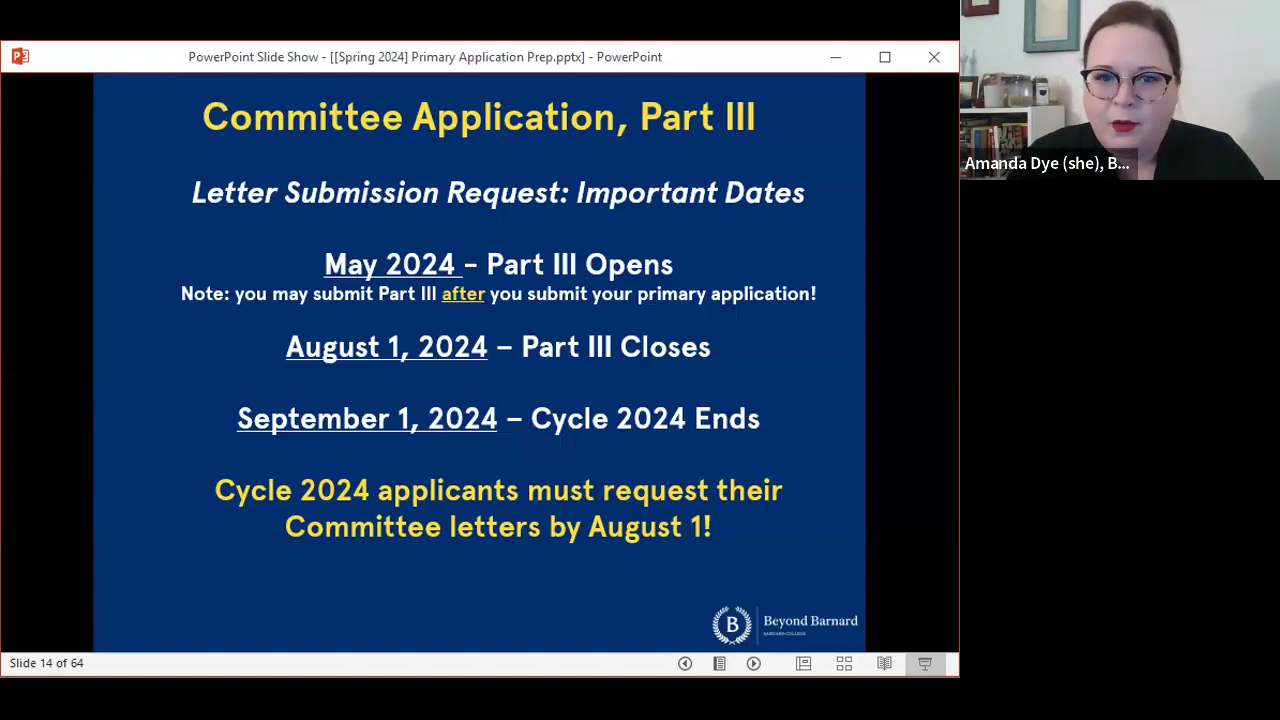 PowerPoint Slide Show - [[Spring 2024] Primary Application Prep.pptx] - PowerPoint
Committee Application, Part III
Letter Submission Request: Important Dates
May 2024 – Part III Opens
Note: you may submit Part III after you submit your primary application!
August 1, 2024 – Part III Closes
September 1, 2024 – Cycle 2024 Ends
Cycle 2024 applicants must request their
Committee letters by August 1!
B
Beyond Barnard
BARNARD COLLEGE
Slide 14 of 64
Amanda Dye (she), B...